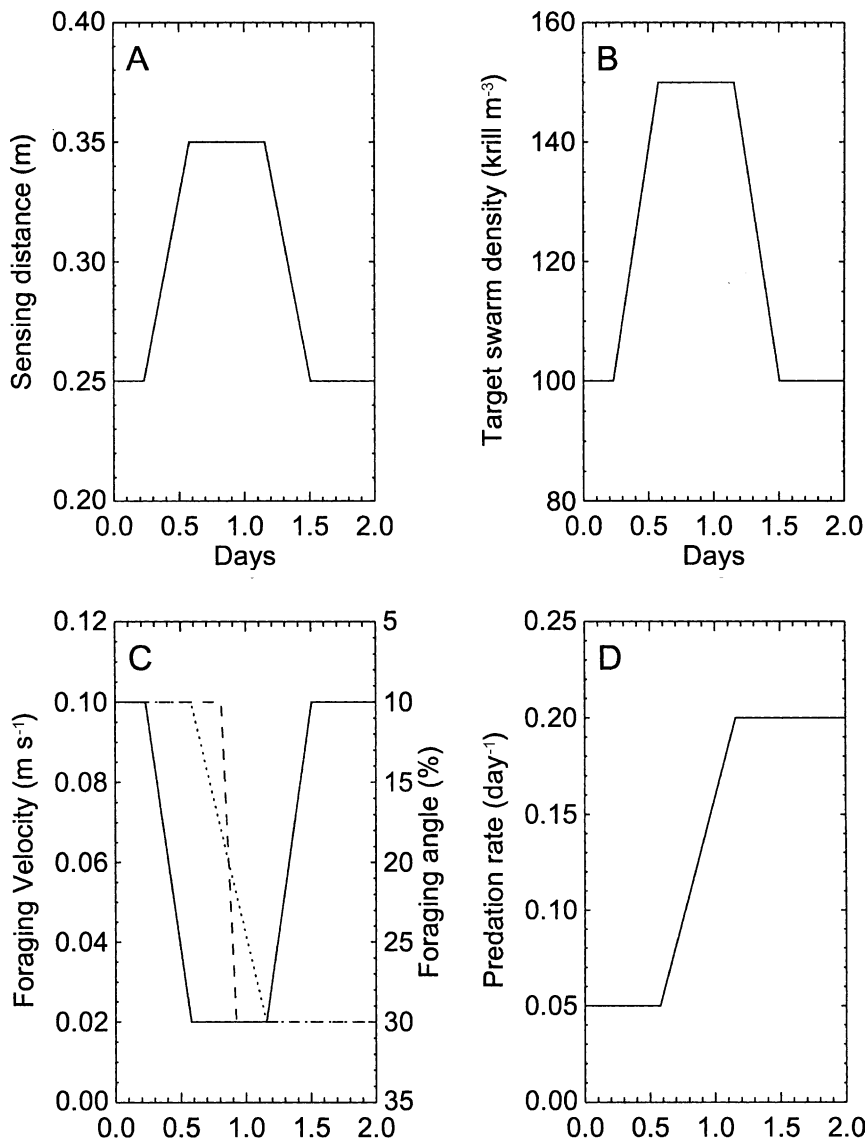 A
Sensing distance (m)
0.40
0.35
0.30
0.25
0.20
0.0 0.5 1.0 1.5 2.0
Days
B
Target swarm density (krill m⁻³)
160
140
120
100
80
0.0 0.5 1.0 1.5 2.0
Days
C
Foraging Velocity (m s⁻¹)
0.12
0.10
0.08
0.06
0.04
0.02
0.00
0.0 0.5 1.0 1.5 2.0
5
10
15
20
25
30
35
Foraging angle (%)
D
Predation rate (day⁻¹)
0.25
0.20
0.15
0.10
0.05
0.00
0.0 0.5 1.0 1.5 2.0